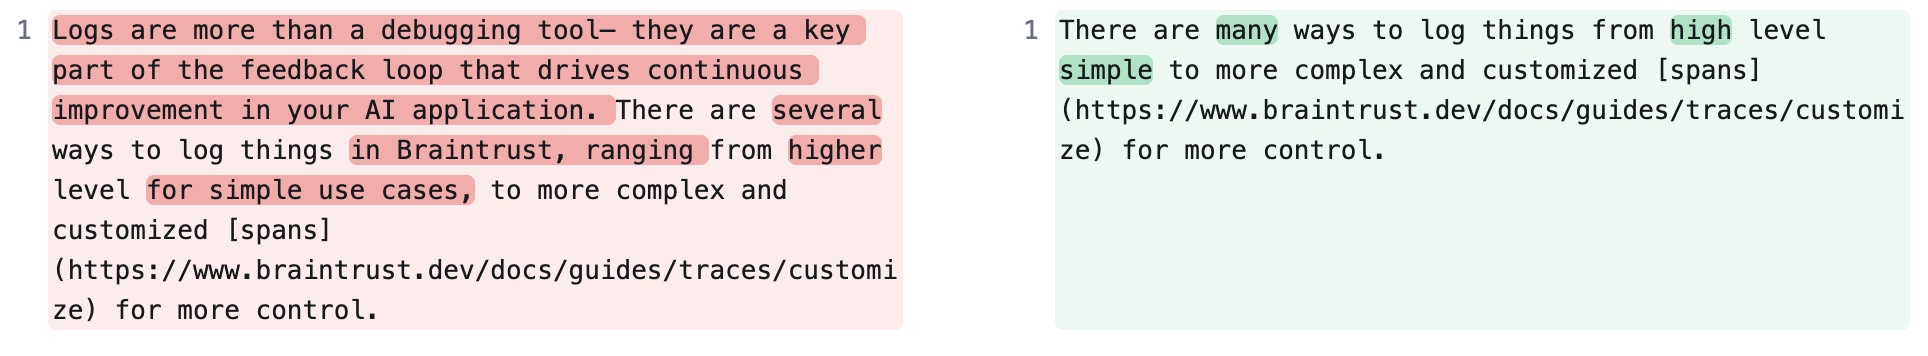 1 Logs are more than a debugging tool— they are a key
part of the feedback loop that drives continuous
improvement in your AI application. There are several
ways to log things in Braintrust, ranging from higher
level for simple use cases, to more complex and
customized [spans]
(https://www.braintrust.dev/docs/guides/traces/customi
ze) for more control.
1 There are many ways to log things from high level
simple to more complex and customized [spans]
(https://www.braintrust.dev/docs/guides/traces/customi
ze) for more control.